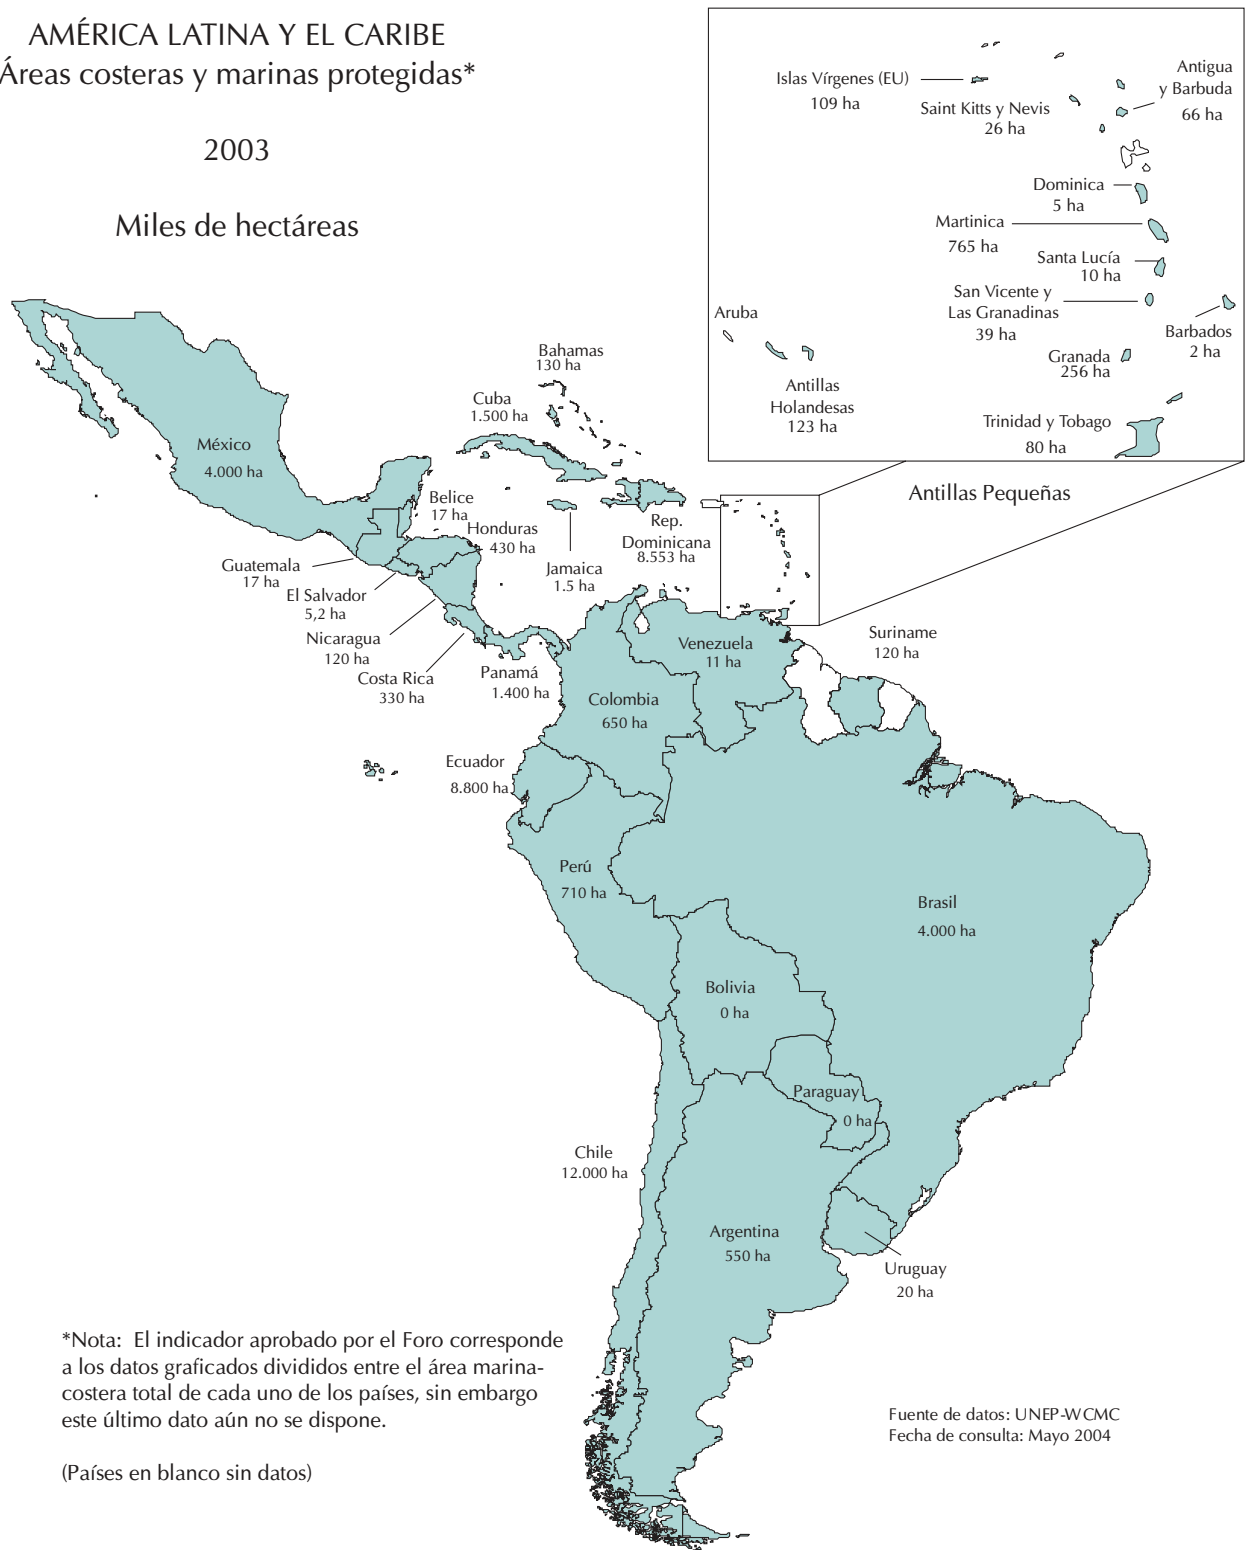 AMÉRICA LATINA Y EL CARIBE
Áreas costeras y marinas protegidas*
2003
Miles de hectáreas
Islas Vírgenes (EU)
109 ha
Saint Kitts y Nevis
26 ha
Antigua
y Barbuda
66 ha
Dominica
5 ha
Martinica
765 ha
Santa Lucía
10 ha
San Vicente y
Las Granadinas
39 ha
Barbados
2 ha
Granada
256 ha
Aruba
Antillas
Holandesas
123 ha
Trinidad y Tobago
80 ha
Antillas Pequeñas
Bahamas
130 ha
Cuba
1.500 ha
México
4.000 ha
Belice
17 ha
Honduras
430 ha
Rep.
Dominicana
8.553 ha
Jamaica
1.5 ha
Guatemala
17 ha
El Salvador
5,2 ha
Nicaragua
120 ha
Costa Rica
330 ha
Panamá
1.400 ha
Venezuela
11 ha
Suriname
120 ha
Colombia
650 ha
Ecuador
8.800 ha
Perú
710 ha
Brasil
4.000 ha
Bolivia
0 ha
Paraguay
0 ha
Chile
12.000 ha
Argentina
550 ha
Uruguay
20 ha
*Nota: El indicador aprobado por el Foro corresponde
a los datos graficados divididos entre el área marina-
costera total de cada uno de los países, sin embargo
este último dato aún no se dispone.
(Países en blanco sin datos)
Fuente de datos: UNEP-WCMC
Fecha de consulta: Mayo 2004